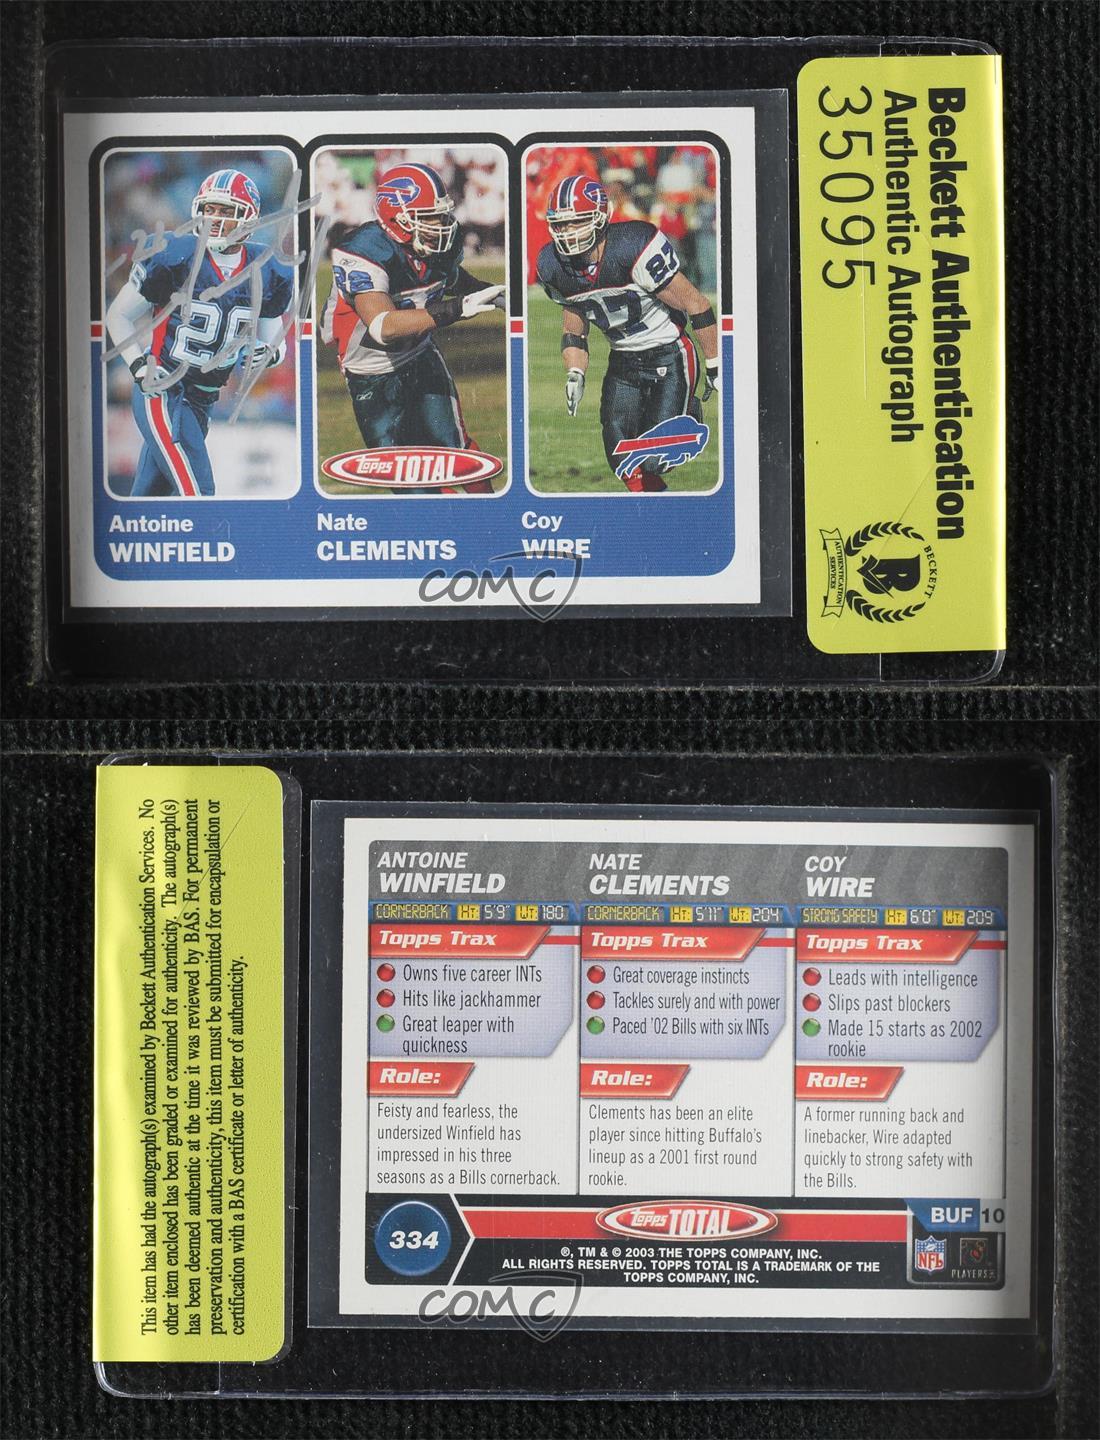 Beckett Authentication
Authentic Autograph
35095
BECKETT
AUTHENTICATION
SERVICES
B
26
26
22
27
27
Topps TOTAL
Antoine
WINFIELD
Nate
CLEMENTS
Coy
WIRE
COMC
This item has had the autograph(s) examined by Beckett Authentication Services. No
other item enclosed has been graded or examined for authenticity. The autograph(s)
has been deemed authentic at the time it was reviewed by BAS. For permanent
preservation and authenticity, this item must be submitted for encapsulation or
certification with a BAS certificate or letter of authenticity.
ANTOINE
WINFIELD
CORNERBACK HT: 5'9" WT: 180
Topps Trax
Owns five career INTs
Hits like jackhammer
Great leaper with
quickness
Role:
Feisty and fearless, the
undersized Winfield has
impressed in his three
seasons as a Bills cornerback.
NATE
CLEMENTS
CORNERBACK HT: 5'11" WT: 204
Topps Trax
Great coverage instincts
Tackles surely and with power
Paced '02 Bills with six INTs
Role:
Clements has been an elite
player since hitting Buffalo's
lineup as a 2001 first round
rookie.
COY
WIRE
STRONG SAFETY HT: 6'0" WT: 209
Topps Trax
Leads with intelligence
Slips past blockers
Made 15 starts as 2002
rookie
Role:
A former running back and
linebacker, Wire adapted
quickly to strong safety with
the Bills.
334
Topps TOTAL
®, TM & © 2003 THE TOPPS COMPANY, INC.
ALL RIGHTS RESERVED. TOPPS TOTAL IS A TRADEMARK OF THE
TOPPS COMPANY, INC.
BUF 10
NFL
PLAYERS
COMC